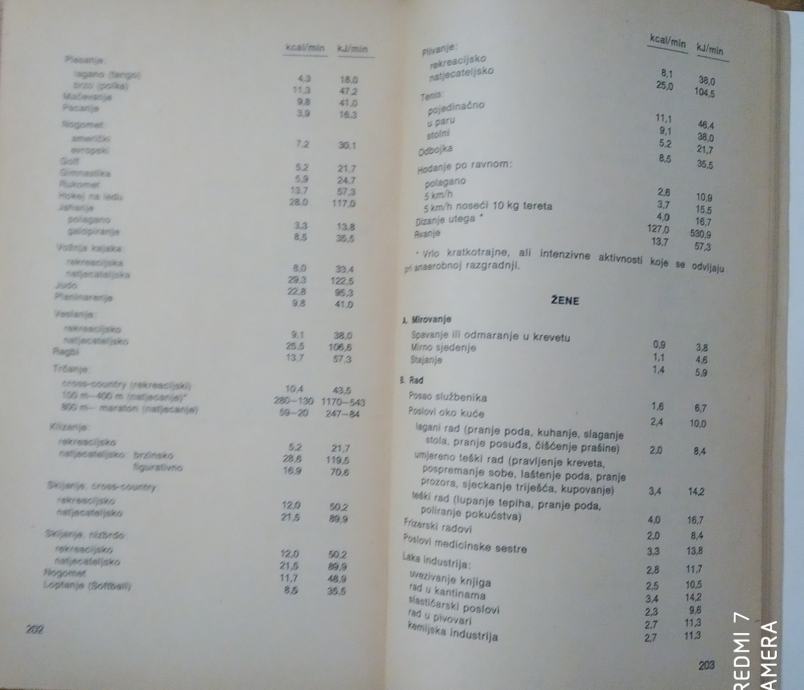 kcal/min kJ/min
Plesanje:
lagano (tango) 4,3 18,0
brzo (polka) 11,3 47,2
Mačevanje 9,8 41,0
Pecanje 3,9 16,3
Nogomet:
američki 7,2 30,1
evropski
Golf 5,2 21,7
Gimnastika 5,9 24,7
Rukomet 13,7 57,3
Hokej na ledu 28,0 117,0
Jahanje
polagano 3,3 13,8
galopiranje 8,5 35,5
Vožnja kajaka:
rekreacijska 8,0 33,4
natjecateljska 29,3 122,5
Judo 22,8 95,3
Planinarenje 9,8 41,0
Veslanje:
rekreacijsko 9,1 38,0
natjecateljsko 25,5 106,6
Ragbi 13,7 57,3
Trčanje:
cross-country (rekreacijski) 10,4 43,5
100 m–400 m (natjecanje)* 280–130 1170–543
800 m– maraton (natjecanje) 59–20 247–84
Klizanje:
rekreacijsko 5,2 21,7
natjecateljsko: brzinsko 28,6 119,5
figurativno 16,9 70,6
Skijanje, cross-country:
rekreacijsko 12,0 50,2
natjecateljsko 21,5 89,9
Skijanje, nizbrdo:
rekreacijsko 12,0 50,2
natjecateljsko 21,5 89,9
Nogomet 11,7 48,9
Loptanje (Softball) 8,5 35,5
202
kcal/min kJ/min
Plivanje:
rekreacijsko 8,1 38,0
natjecateljsko 25,0 104,5
Tenis:
pojedinačno 11,1 46,4
u paru 9,1 38,0
stolni 5,2 21,7
Odbojka 8,5 35,5
Hodanje po ravnom:
polagano 2,6 10,9
5 km/h 3,7 15,5
5 km/h noseći 10 kg tereta 4,0 16,7
Dizanje utega * 127,0 530,9
Rvanje 13,7 57,3
* Vrlo kratkotrajne, ali intenzivne aktivnosti koje se odvijaju
pri anaerobnoj razgradnji.
ŽENE
A. Mirovanje
Spavanje ili odmaranje u krevetu 0,9 3,8
Mirno sjedenje 1,1 4,6
Stajanje 1,4 5,9
B. Rad
Posao službenika 1,6 6,7
Poslovi oko kuće 2,4 10,0
lagani rad (pranje poda, kuhanje, slaganje
stola, pranje posuđa, čišćenje prašine) 2,0 8,4
umjereno teški rad (pravljenje kreveta,
pospremanje sobe, laštenje poda, pranje
prozora, sjeckanje triješća, kupovanje) 3,4 14,2
teški rad (lupanje tepiha, pranje poda,
poliranje pokućstva) 4,0 16,7
Frizerski radovi 2,0 8,4
Poslovi medicinske sestre 3,3 13,8
Laka industrija: 2,8 11,7
uvezivanje knjiga 2,5 10,5
rad u kantinama 3,4 14,2
slastičarski poslovi 2,3 9,6
rad u pivovari 2,7 11,3
kemijska industrija 2,7 11,3
203
REDMI 7
CAMERA